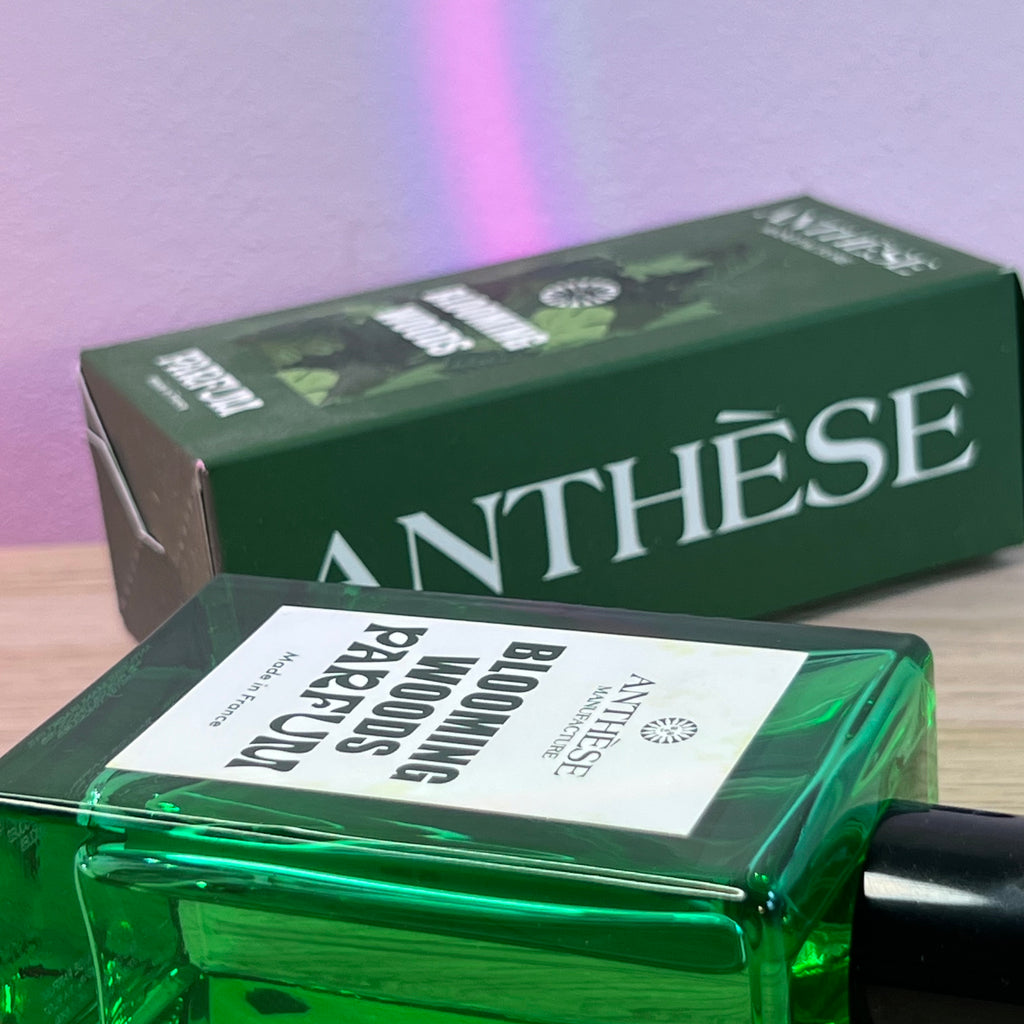 ANTHÈSE
MANUFACTURE
BLOOMING
WOODS
PARFUM
ANTHÈSE
ANTHÈSE
MANUFACTURE
BLOOMING
WOODS
PARFUM
Made in France